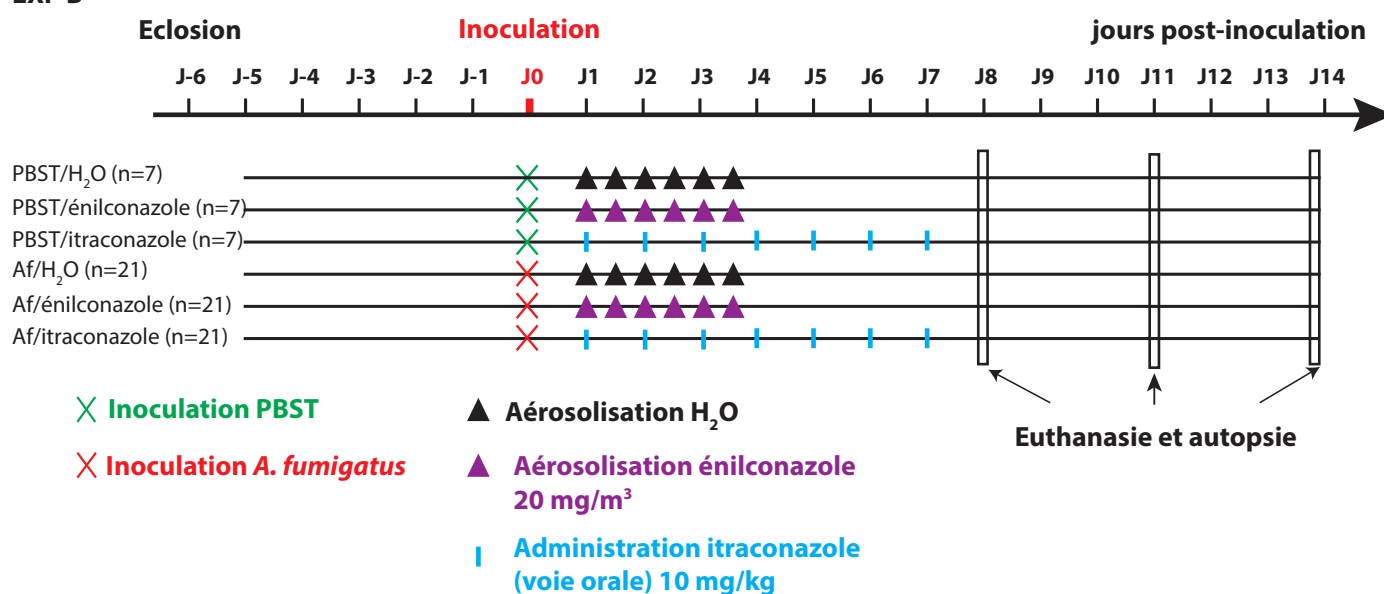 Eclosion Inoculation jours post-inoculation
J-6 J-5 J-4 J-3 J-2 J-1 J0 J1 J2 J3 J4 J5 J6 J7 J8 J9 J10 J11 J12 J13 J14
PBST/H₂O (n=7)
PBST/énilconazole (n=7)
PBST/itraconazole (n=7)
Af/H₂O (n=21)
Af/énilconazole (n=21)
Af/itraconazole (n=21)
Inoculation PBST
Inoculation A. fumigatus
Aérosolisation H₂O
Aérosolisation énilconazole
20 mg/m³
Administration itraconazole
(voie orale) 10 mg/kg
Euthanasie et autopsie